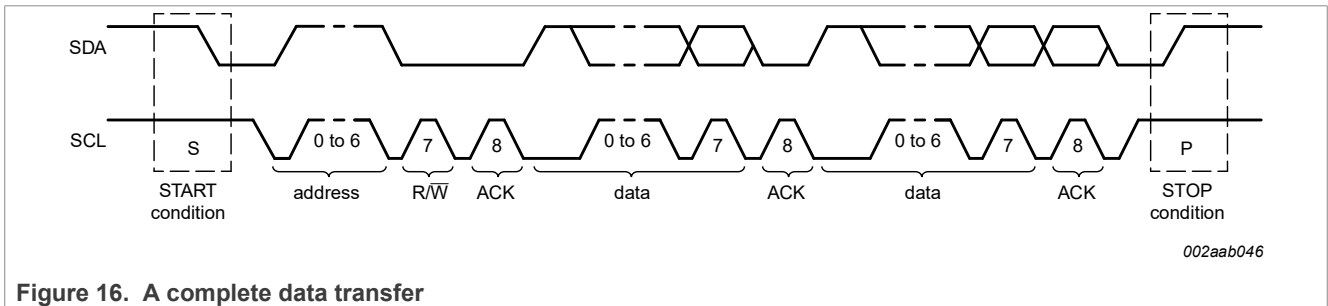 SDA
SCL
S
0 to 6
7
8
0 to 6
7
8
0 to 6
7
8
P
START
condition
address
R/W̅
ACK
data
ACK
data
ACK
STOP
condition
002aab046
Figure 16. A complete data transfer